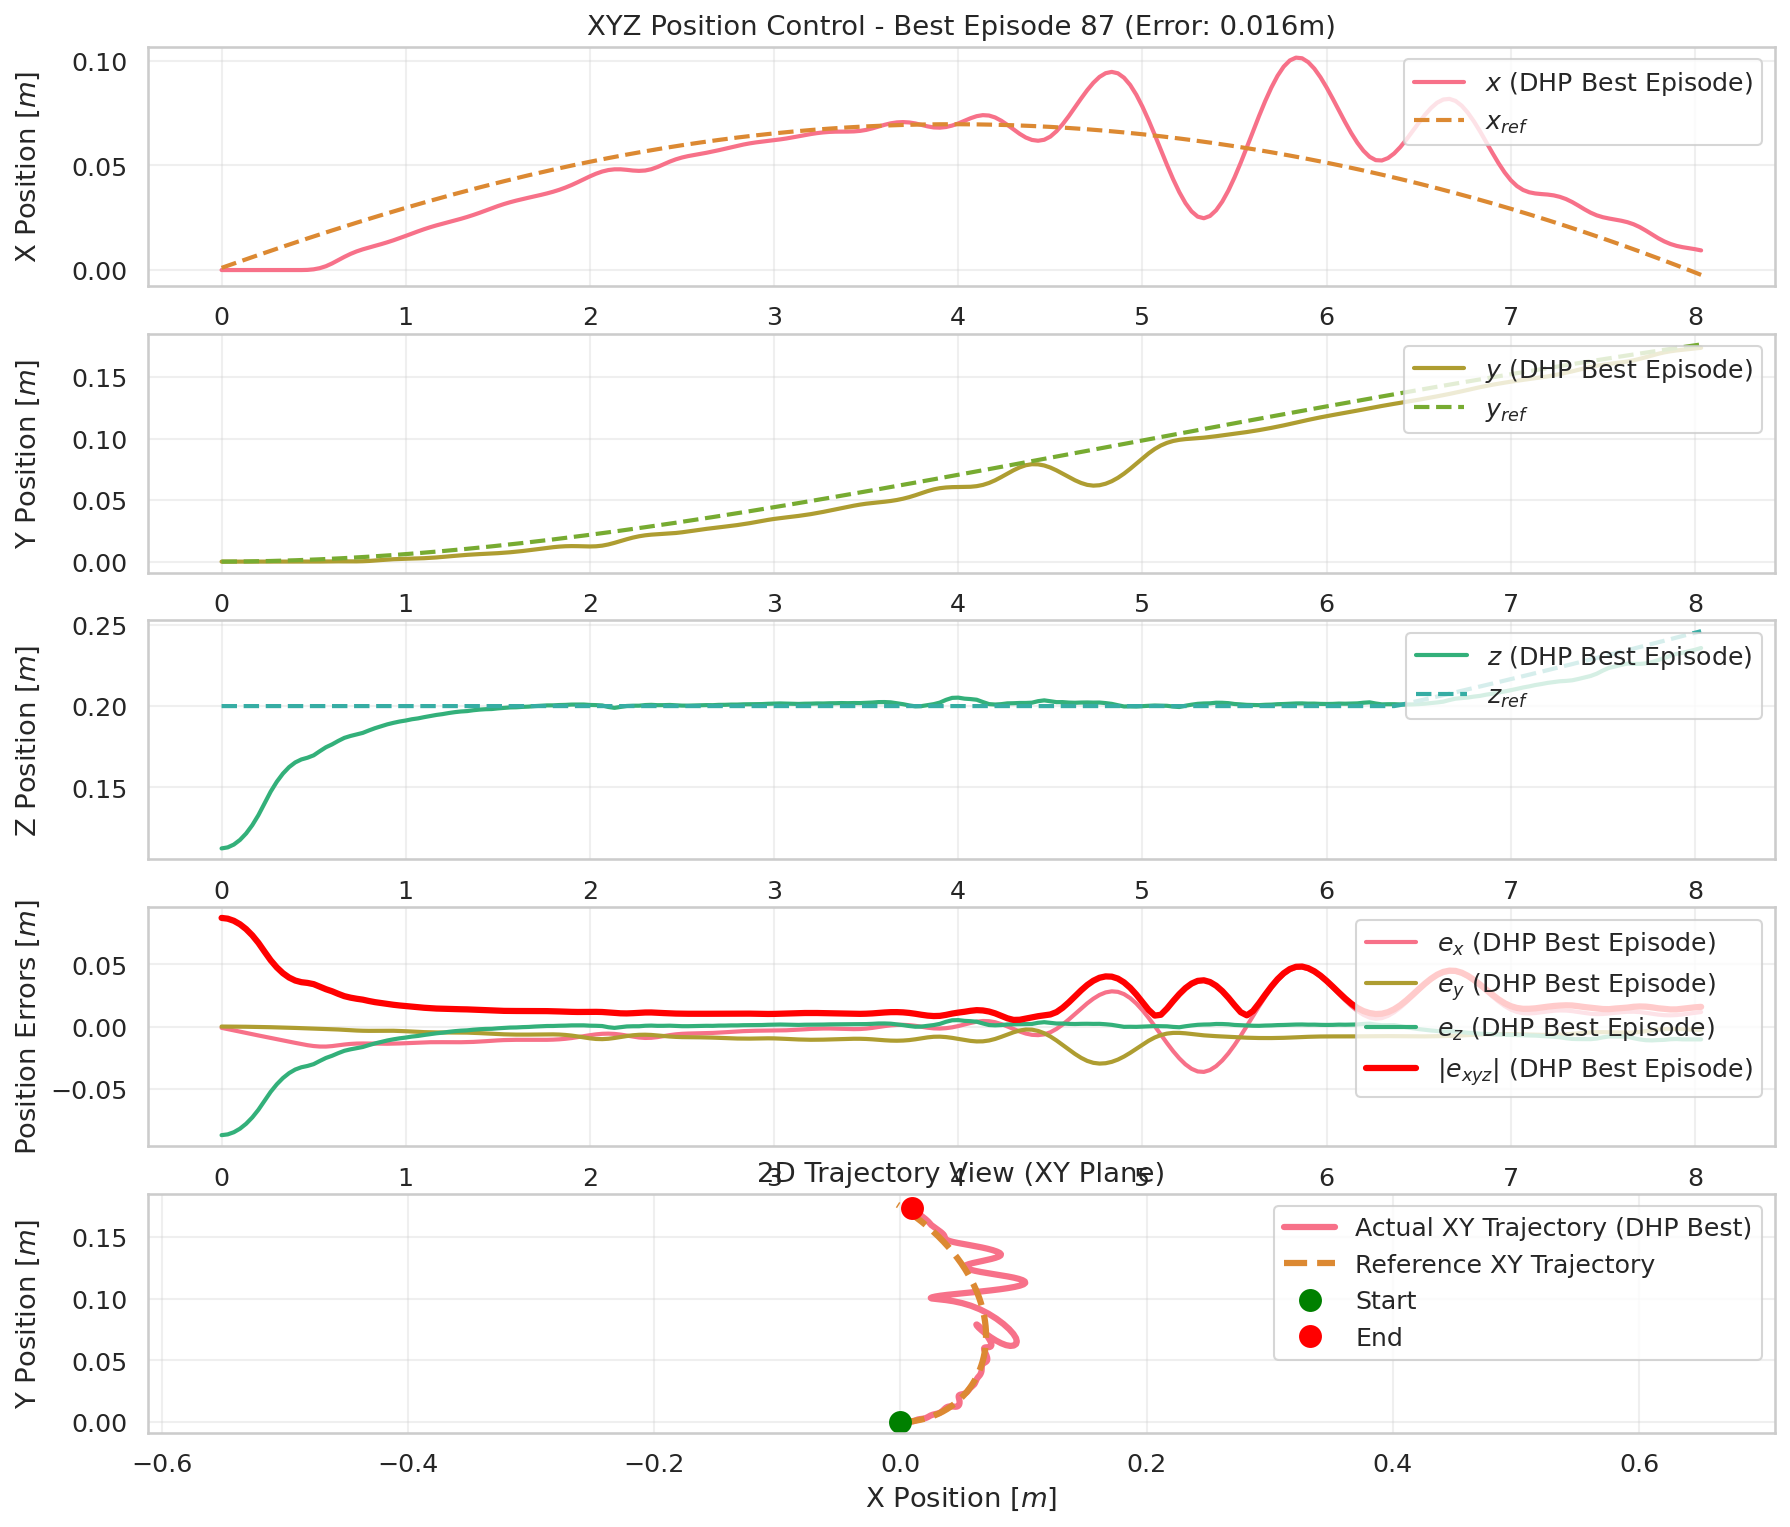 XYZ Position Control - Best Episode 87 (Error: 0.016m)
X Position [m]
0.10
0.05
0.00
x (DHP Best Episode)
x_ref
0 1 2 3 4 5 6 7 8
Y Position [m]
0.15
0.10
0.05
0.00
y (DHP Best Episode)
y_ref
0 1 2 3 4 5 6 7 8
Z Position [m]
0.25
0.20
0.15
z (DHP Best Episode)
z_ref
0 1 2 3 4 5 6 7 8
Position Errors [m]
0.05
0.00
−0.05
e_x (DHP Best Episode)
e_y (DHP Best Episode)
e_z (DHP Best Episode)
|e_xyz| (DHP Best Episode)
0 1 2 3 4 5 6 7 8
2D Trajectory View (XY Plane)
Y Position [m]
0.15
0.10
0.05
0.00
Actual XY Trajectory (DHP Best)
Reference XY Trajectory
Start
End
−0.6 −0.4 −0.2 0.0 0.2 0.4 0.6
X Position [m]